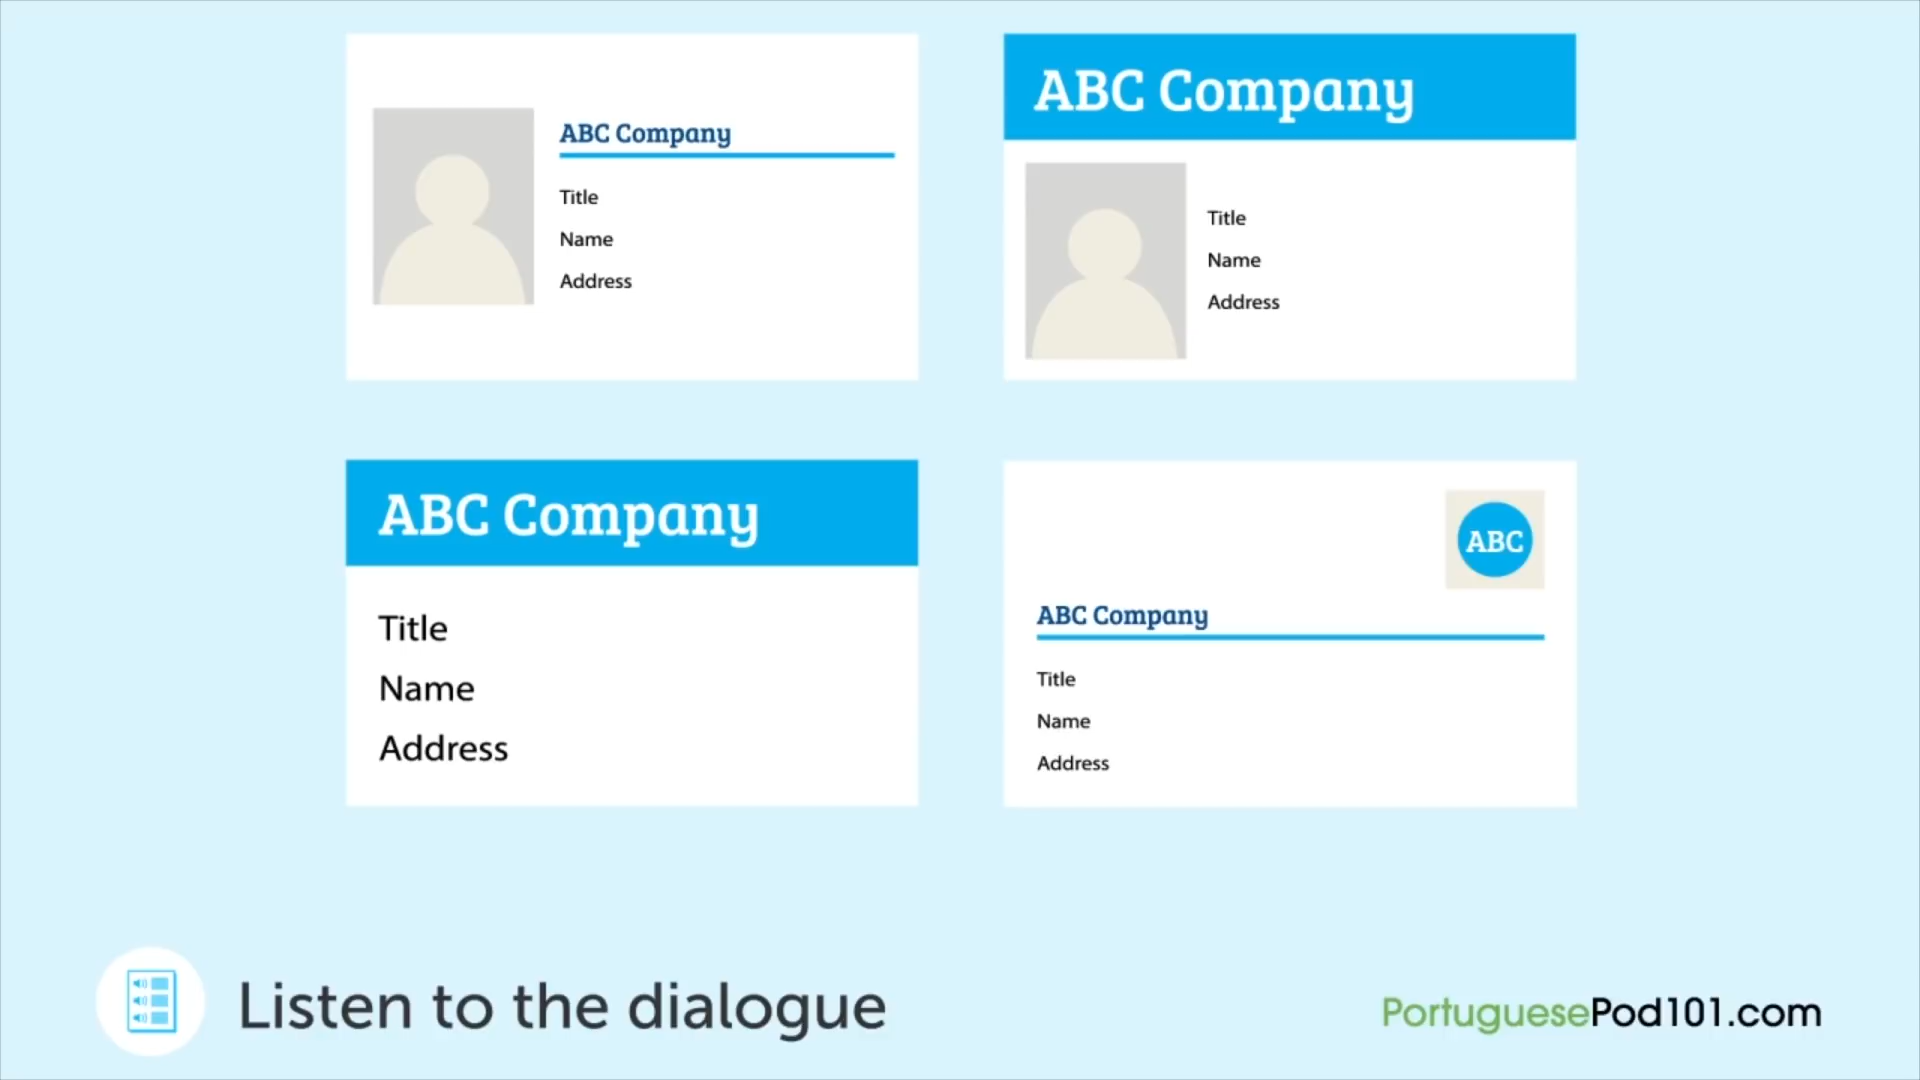 ABC Company
Title
Name
Address
ABC Company
Title
Name
Address
ABC Company
Title
Name
Address
ABC
ABC Company
Title
Name
Address
Listen to the dialogue
PortuguesePod101.com